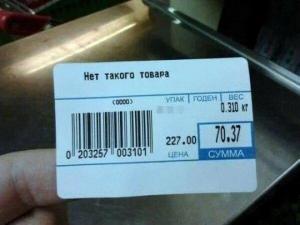 Нет такого товара
(0000) УПАК ГОДЕН ВЕС
0.310 кг
227.00 70.37
ЦЕНА СУММА
0 203257 003101